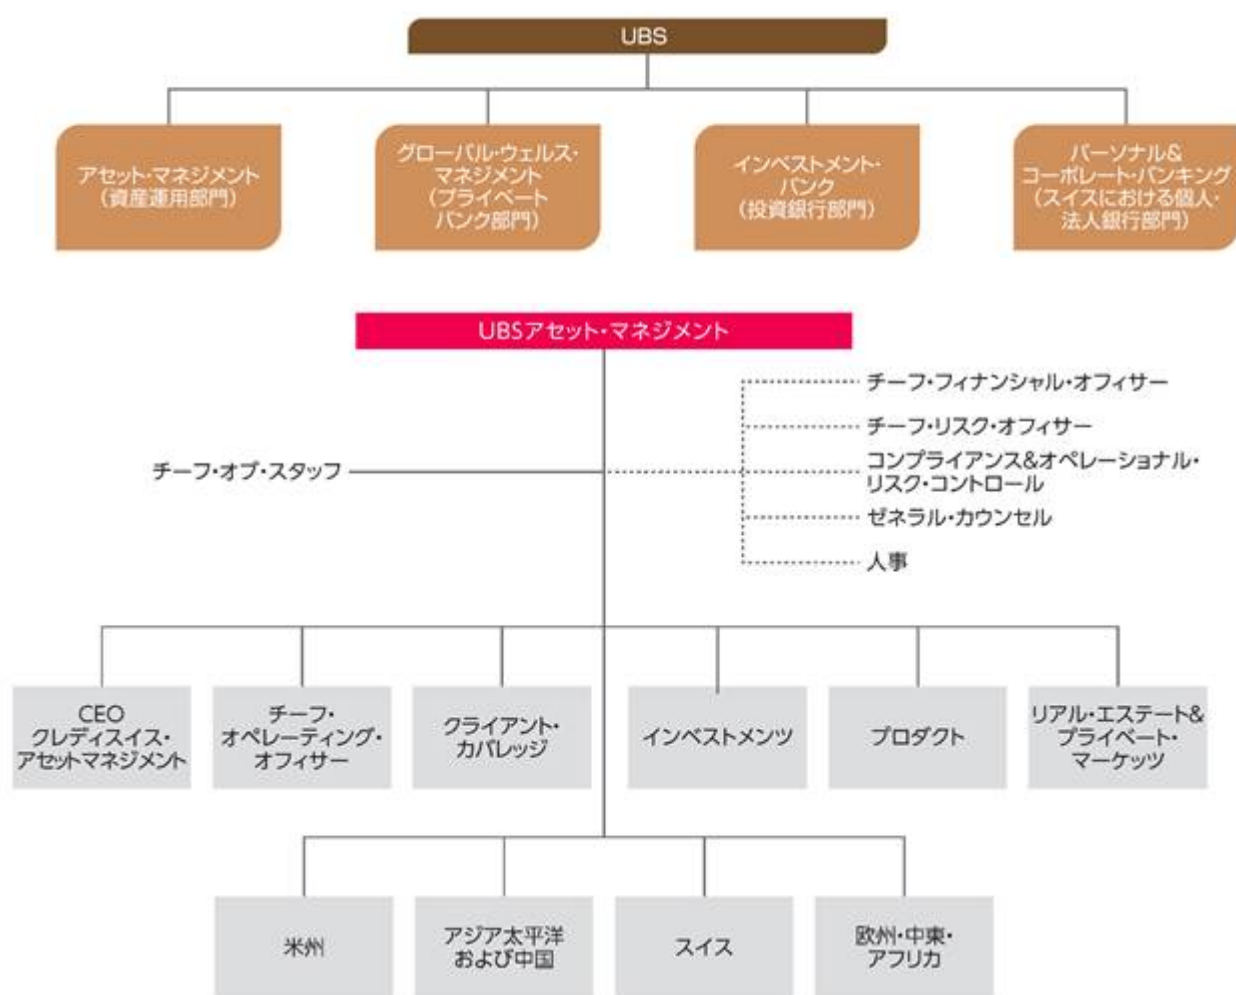 UBS
アセット・マネジメント
（資産運用部門）
グローバル・ウェルス・
マネジメント
（プライベート
バンク部門）
インベストメント・
バンク
（投資銀行部門）
パーソナル&
コーポレート・バンキング
（スイスにおける個人・
法人銀行部門）
UBSアセット・マネジメント
チーフ・フィナンシャル・オフィサー
チーフ・リスク・オフィサー
チーフ・オブ・スタッフ
コンプライアンス&オペレーショナル・
リスク・コントロール
ゼネラル・カウンセル
人事
CEO
クレディスイス・
アセットマネジメント
チーフ・
オペレーティング・
オフィサー
クライアント・
カバレッジ
インベストメンツ
プロダクト
リアル・エステート&
プライベート・
マーケッツ
米州
アジア太平洋
および中国
スイス
欧州・中東・
アフリカ